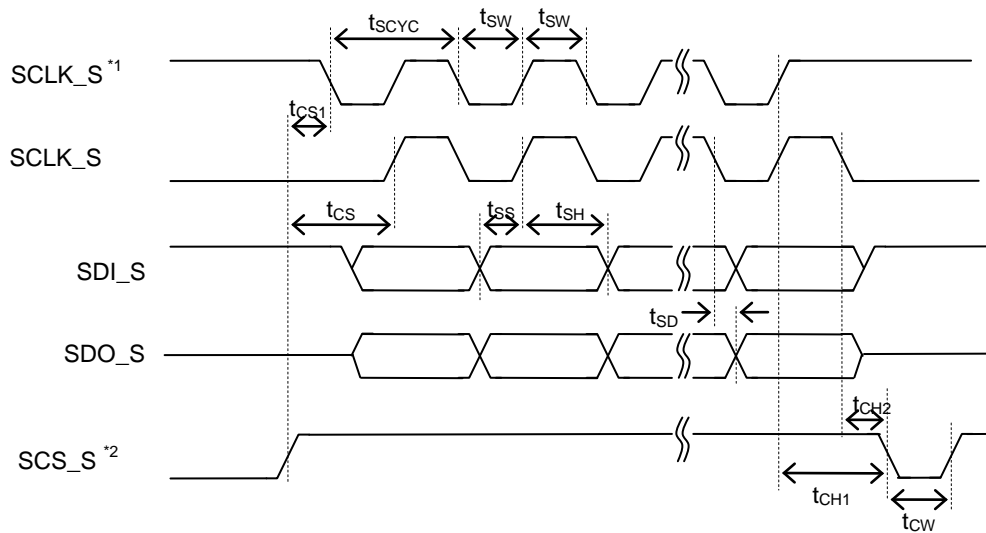 tSCYC tSW tSW
SCLK_S *1
tCS1
SCLK_S
tCS tSS tSH
SDI_S
tSD
SDO_S
tCH2
SCS_S *2
tCH1
tCW